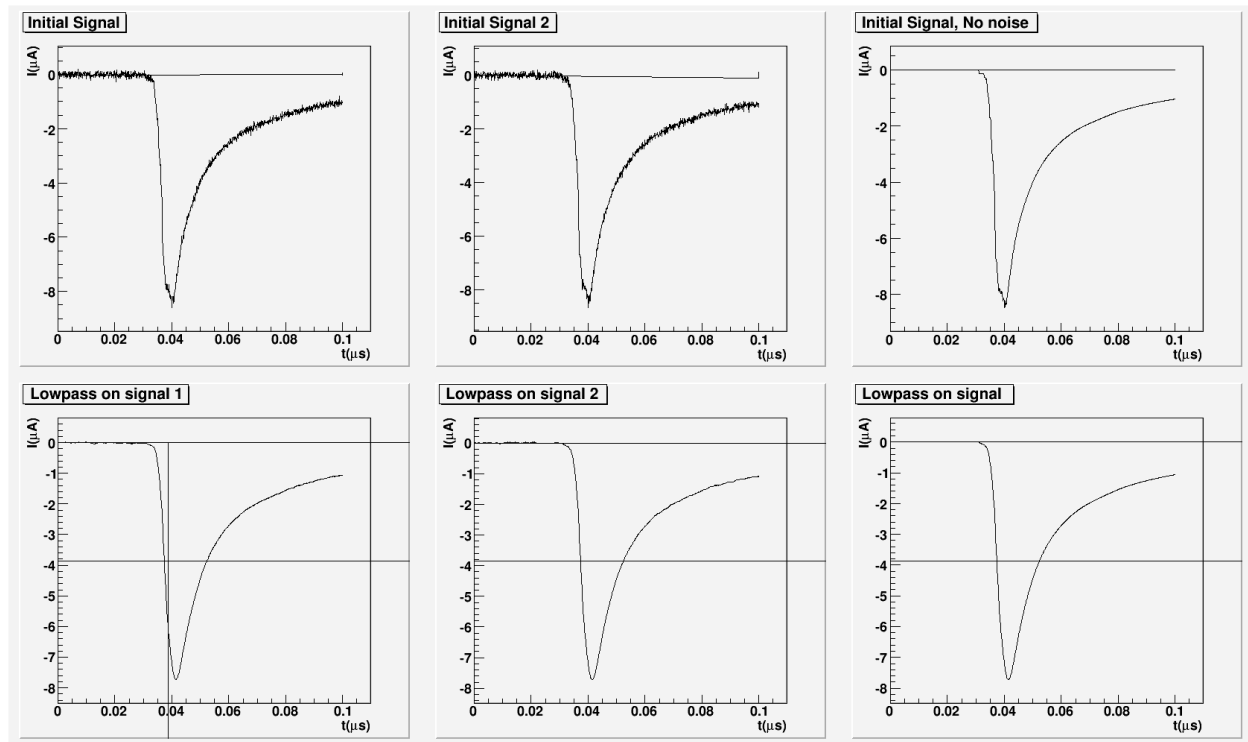 Initial Signal
I(μA)
0
-2
-4
-6
-8
0 0.02 0.04 0.06 0.08 0.1
t(μs)
Initial Signal 2
I(μA)
0
-2
-4
-6
-8
0 0.02 0.04 0.06 0.08 0.1
t(μs)
Initial Signal, No noise
I(μA)
0
-2
-4
-6
-8
0 0.02 0.04 0.06 0.08 0.1
t(μs)
Lowpass on signal 1
I(μA)
0
-1
-2
-3
-4
-5
-6
-7
-8
0 0.02 0.04 0.06 0.08 0.1
t(μs)
Lowpass on signal 2
I(μA)
0
-1
-2
-3
-4
-5
-6
-7
-8
0 0.02 0.04 0.06 0.08 0.1
t(μs)
Lowpass on signal
I(μA)
0
-1
-2
-3
-4
-5
-6
-7
-8
0 0.02 0.04 0.06 0.08 0.1
t(μs)